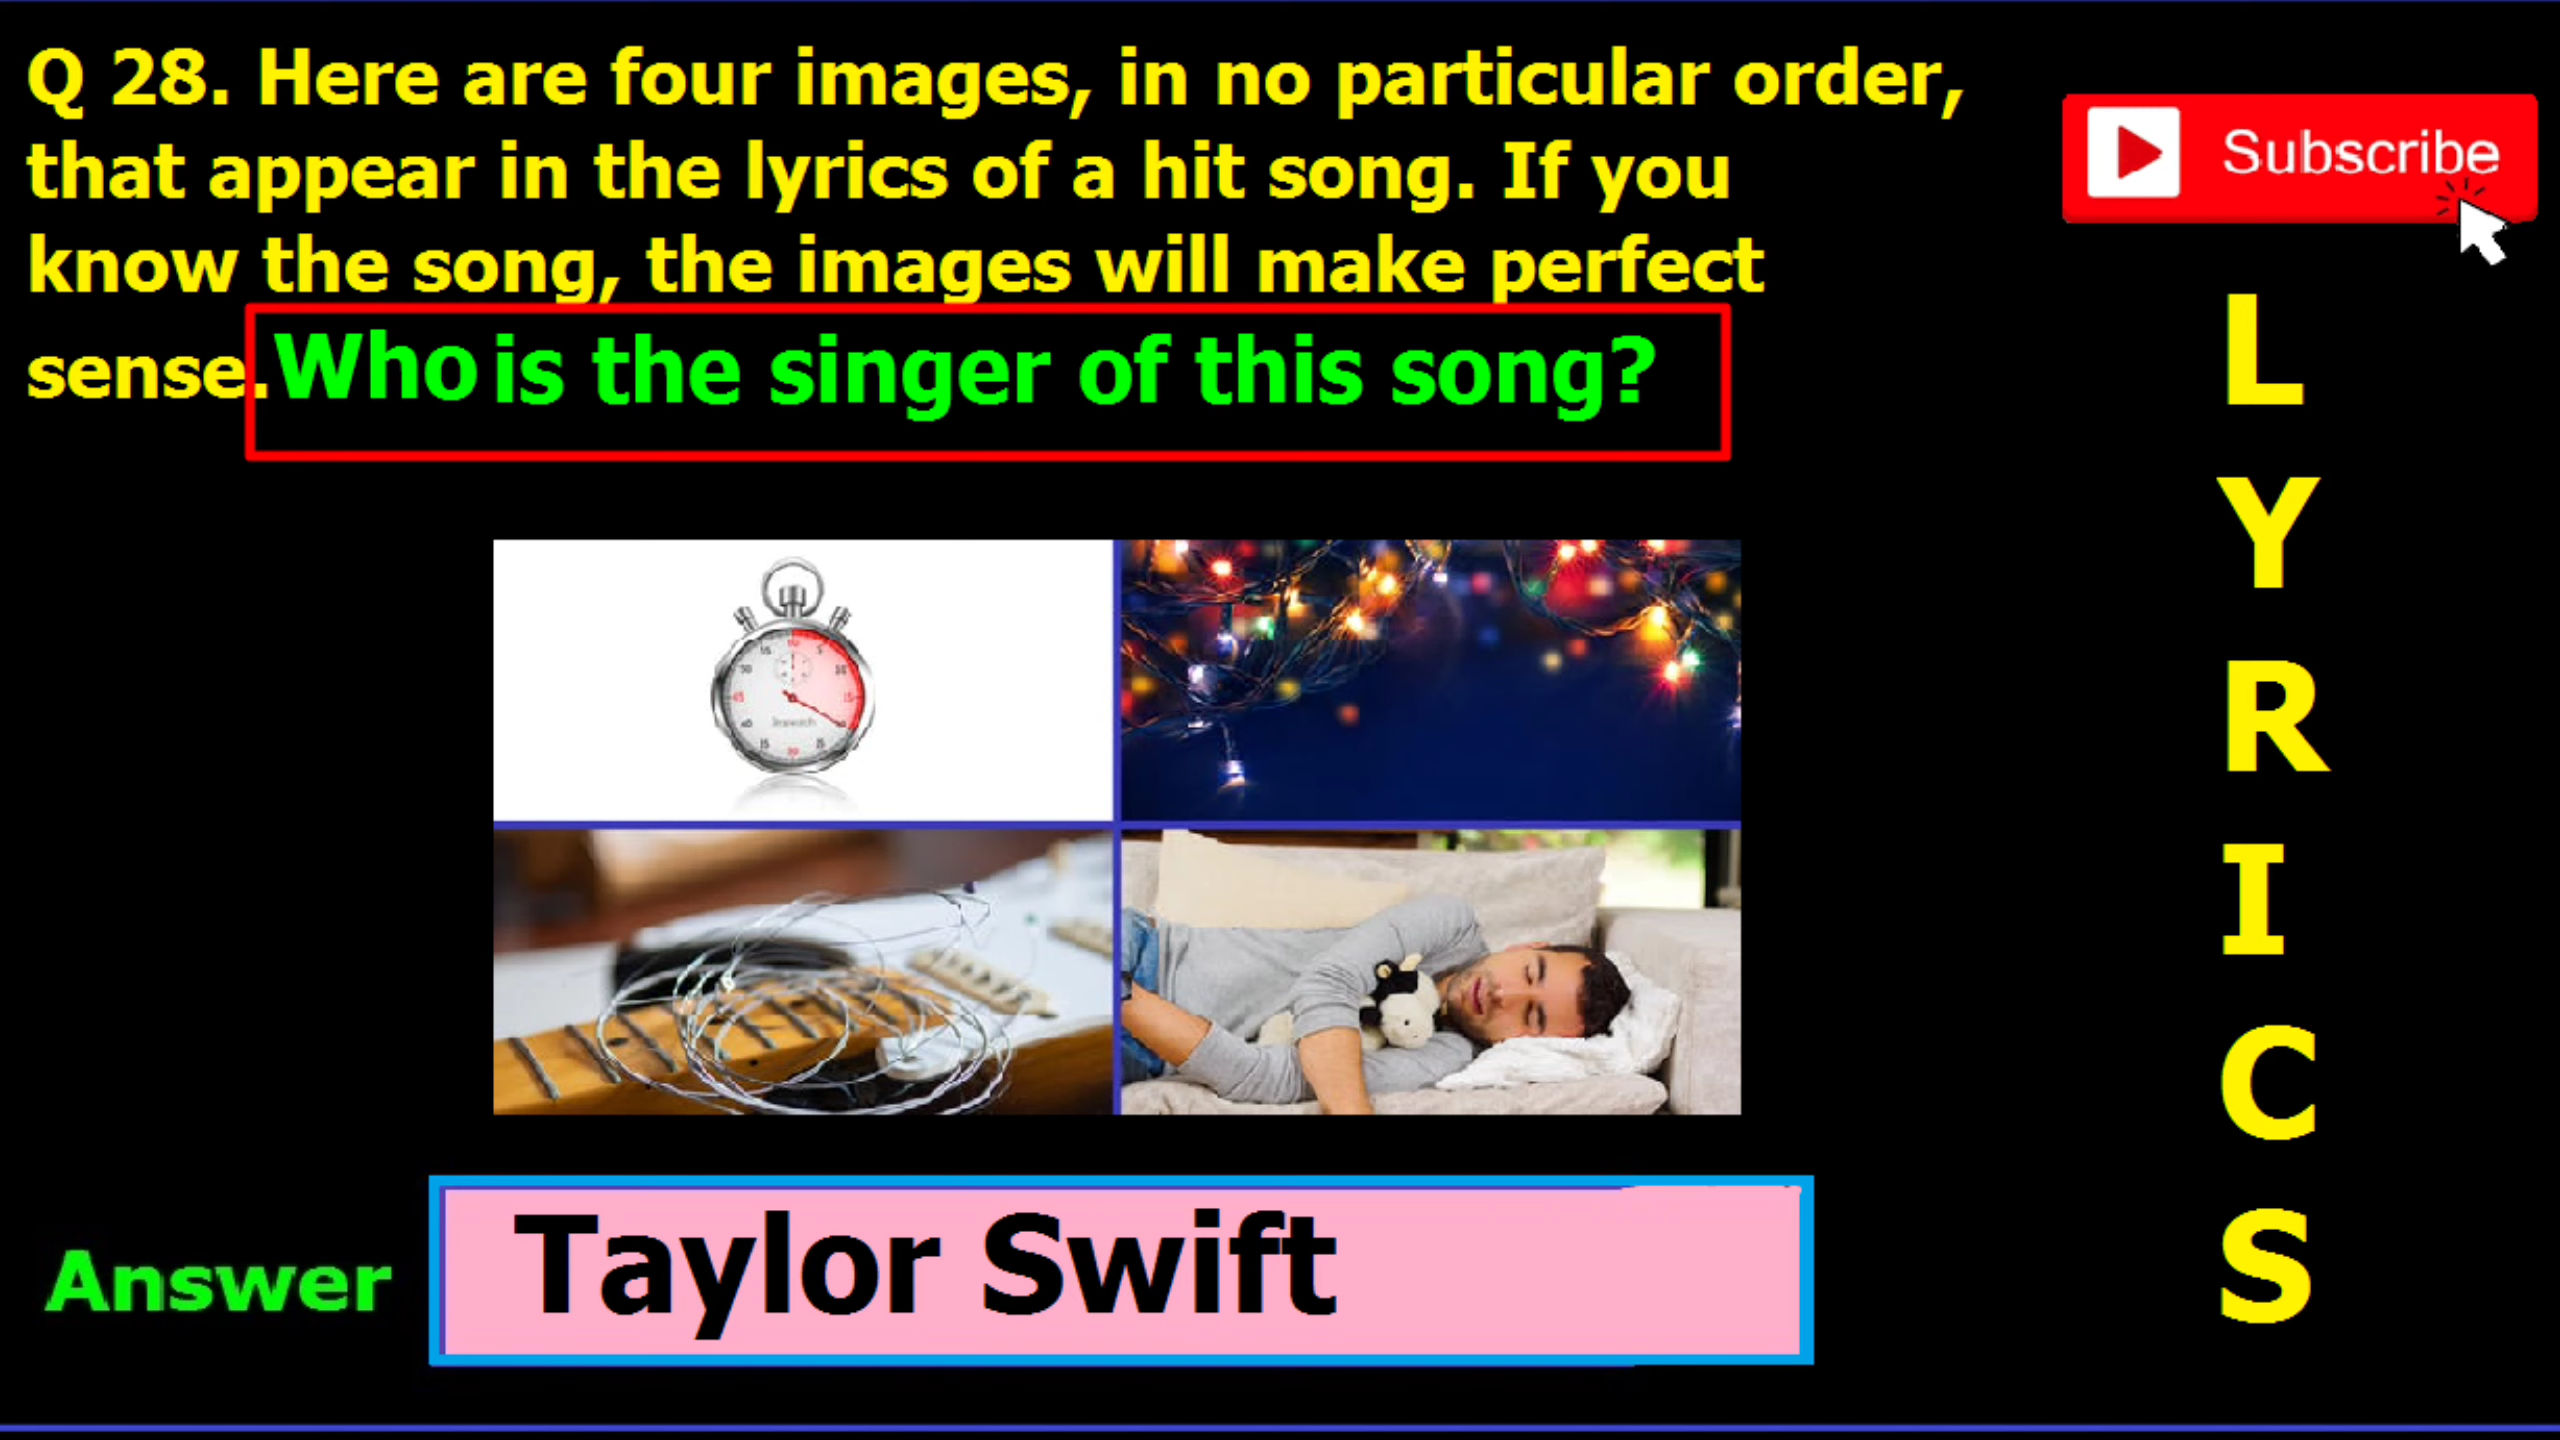 Q 28. Here are four images, in no particular order,
that appear in the lyrics of a hit song. If you
know the song, the images will make perfect
sense. Who is the singer of this song?
Subscribe
L
Y
R
I
C
S
Answer
Taylor Swift